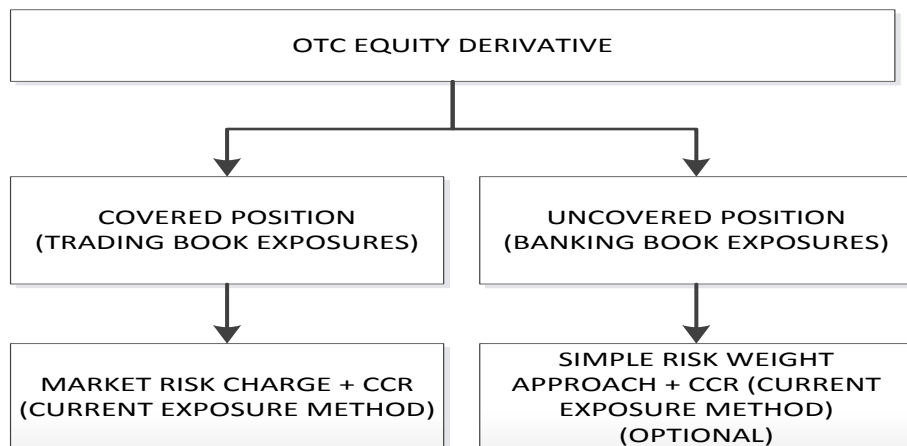 OTC EQUITY DERIVATIVE
COVERED POSITION
(TRADING BOOK EXPOSURES)
UNCOVERED POSITION
(BANKING BOOK EXPOSURES)
MARKET RISK CHARGE + CCR
(CURRENT EXPOSURE METHOD)
SIMPLE RISK WEIGHT
APPROACH + CCR (CURRENT
EXPOSURE METHOD)
(OPTIONAL)